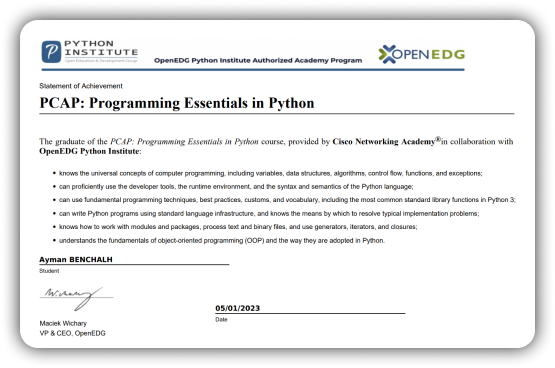 PYTHON
INSTITUTE
Open Education & Development Group
OpenEDG Python Institute Authorized Academy Program
OPENEDG
Statement of Achievement
PCAP: Programming Essentials in Python
The graduate of the PCAP: Programming Essentials in Python course, provided by Cisco Networking Academy® in collaboration with
OpenEDG Python Institute:
• knows the universal concepts of computer programming, including variables, data structures, algorithms, control flow, functions, and exceptions;
• can proficiently use the developer tools, the runtime environment, and the syntax and semantics of the Python language;
• can use fundamental programming techniques, best practices, customs, and vocabulary, including the most common standard library functions in Python 3;
• can write Python programs using standard language infrastructure, and knows the means by which to resolve typical implementation problems;
• knows how to work with modules and packages, process text and binary files, and use generators, iterators, and closures;
• understands the fundamentals of object-oriented programming (OOP) and the way they are adopted in Python.
Ayman BENCHALH
Student
M.Wichary
05/01/2023
Date
Maciek Wichary
VP & CEO, OpenEDG